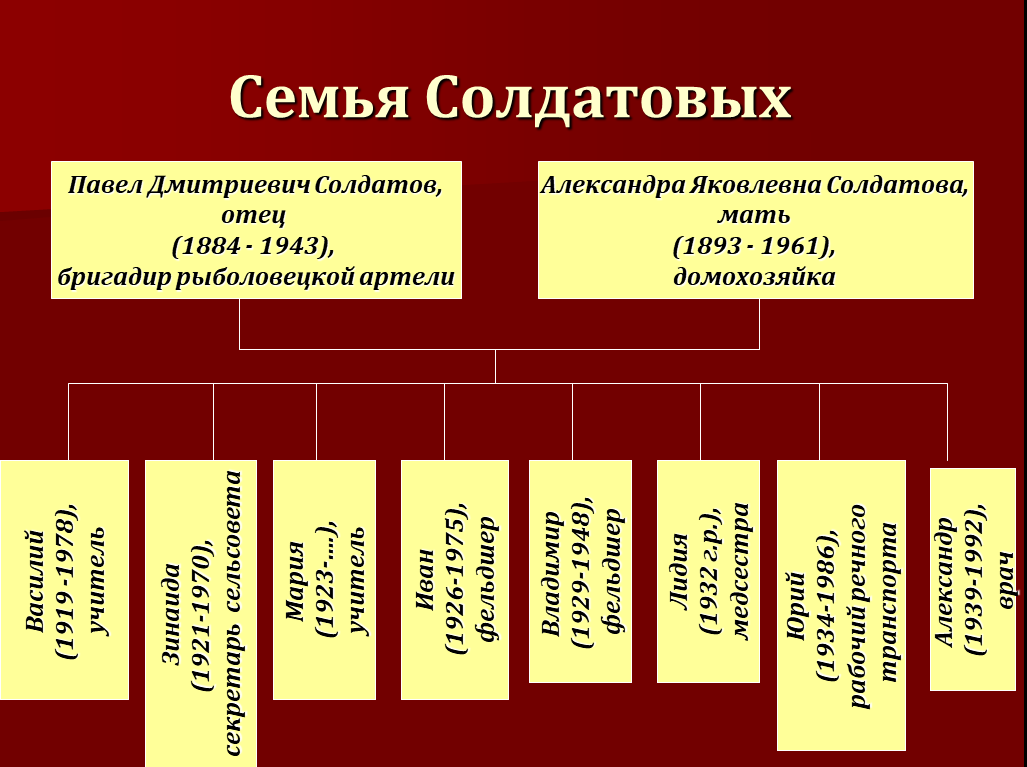 Семья Солдатовых
Павел Дмитриевич Солдатов,
отец
(1884 - 1943),
бригадир рыболовецкой артели
Александра Яковлевна Солдатова,
мать
(1893 - 1961),
домохозяйка
Василий
(1919 -1978),
учитель
Зинаида
(1921-1970),
секретарь сельсовета
Мария
(1923-….),
учитель
Иван
(1926-1975),
фельдшер
Владимир
(1929-1948),
фельдшер
Лидия
(1932 г.р.),
медсестра
Юрий
(1934-1986),
рабочий речного
транспорта
Александр
(1939-1992),
врач